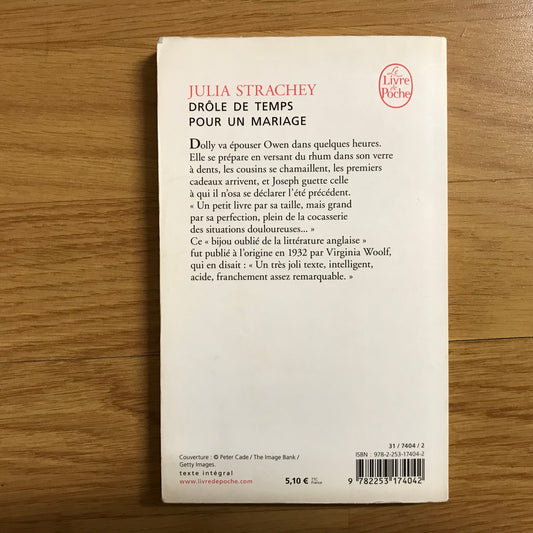 Le
Livre
de
Poche
JULIA STRACHEY
DRÔLE DE TEMPS
POUR UN MARIAGE
Dolly va épouser Owen dans quelques heures.
Elle se prépare en versant du rhum dans son verre
à dents, les cousins se chamaillent, les premiers
cadeaux arrivent, et Joseph guette celle
à qui il n'osa se déclarer l'été précédent.
« Un petit livre par sa taille, mais grand
par sa perfection, plein de la cocasserie
des situations douloureuses... »
Ce « bijou oublié de la littérature anglaise »
fut publié à l'origine en 1932 par Virginia Woolf,
qui en disait : « Un très joli texte, intelligent,
acide, franchement assez remarquable. »
Couverture : © Peter Cade / The Image Bank /
Getty Images.
texte intégral
www.livredepoche.com
5,10 € TTC
France
31 / 7404 / 2
ISBN : 978-2-253-17404-2
9 782253 174042